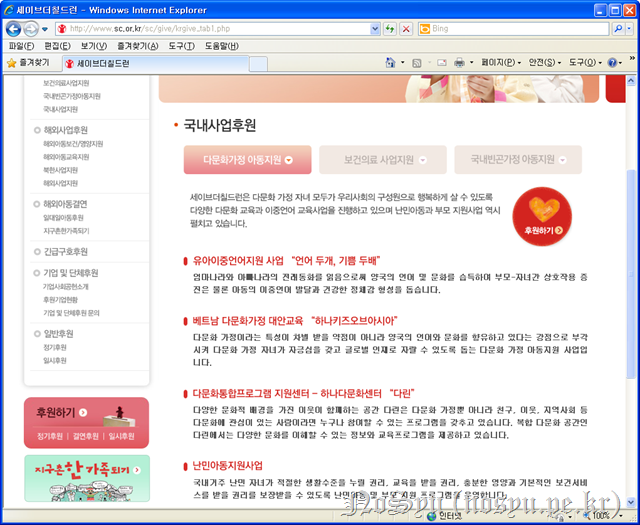 세이브더칠드런 - Windows Internet Explorer
http://www.sc.or.kr/sc/give/krgive_tab1.php
Bing
파일(F) 편집(E) 보기(V) 즐겨찾기(A) 도구(T) 도움말(H)
즐겨찾기 세이브더칠드런 페이지(P) 안전(S) 도구(O)
보건의료사업지원
국내빈곤가정아동지원
국내사업지원
해외사업후원
해외아동보건/영양지원
해외아동교육지원
북한사업지원
해외사업지원
해외아동결연
일대일아동후원
지구촌한가족되기
긴급구호후원
기업 및 단체후원
기업사회공헌소개
후원기업현황
기업 및 단체후원 문의
일반후원
정기후원
일시후원
후원하기
정기후원 | 결연후원 | 일시후원
지구촌한가족되기
국내사업후원
다문화가정 아동지원 보건의료 사업지원 국내빈곤가정 아동지원
세이브더칠드런은 다문화 가정 자녀 모두가 우리사회의 구성원으로 행복하게 살 수 있도록
다양한 다문화 교육과 이중언어 교육사업을 진행하고 있으며 난민아동과 부모 지원사업 역시
펼치고 있습니다.
후원하기
유아이중언어지원 사업 “언어 두개, 기쁨 두배”
엄마나라와 아빠나라의 전래동화를 읽음으로써 양국의 언어 및 문화를 습득하여 부모-자녀간 상호작용 증
진은 물론 아동의 이중언어 발달과 건강한 정체감 형성을 돕습니다.
베트남 다문화가정 대안교육 “하나키즈오브아시아”
다문화 가정이라는 특성이 차별 받을 약점이 아니라 양국의 언어와 문화를 향유하고 있다는 강점으로 부각
시켜 다문화 가정 자녀가 자긍심을 갖고 글로벌 인재로 자랄 수 있도록 돕는 다문화 가정 아동지원 사업입
니다.
다문화통합프로그램 지원센터 – 하나다문화센터 “다린”
다양한 문화적 배경을 가진 이웃이 함께하는 공간 다린은 다문화 가정뿐 아니라 친구, 이웃, 지역사회 등
다문화에 관심이 있는 사람이라면 누구나 참여할 수 있는 프로그램을 갖추고 있습니다. 복합 다문화 공간인
다린에서는 다양한 문화를 이해할 수 있는 정보와 교육프로그램을 제공하고 있습니다.
난민아동지원사업
국내거주 난민 자녀가 적절한 생활수준을 누릴 권리, 교육을 받을 권리, 충분한 영양과 기본적인 보건서비
스를 받을 권리를 보장받을 수 있도록 난민아동 및 부모 지원 프로그램을 운영합니다.
NoSyu(nosyu.pe.kr)
인터넷 100%